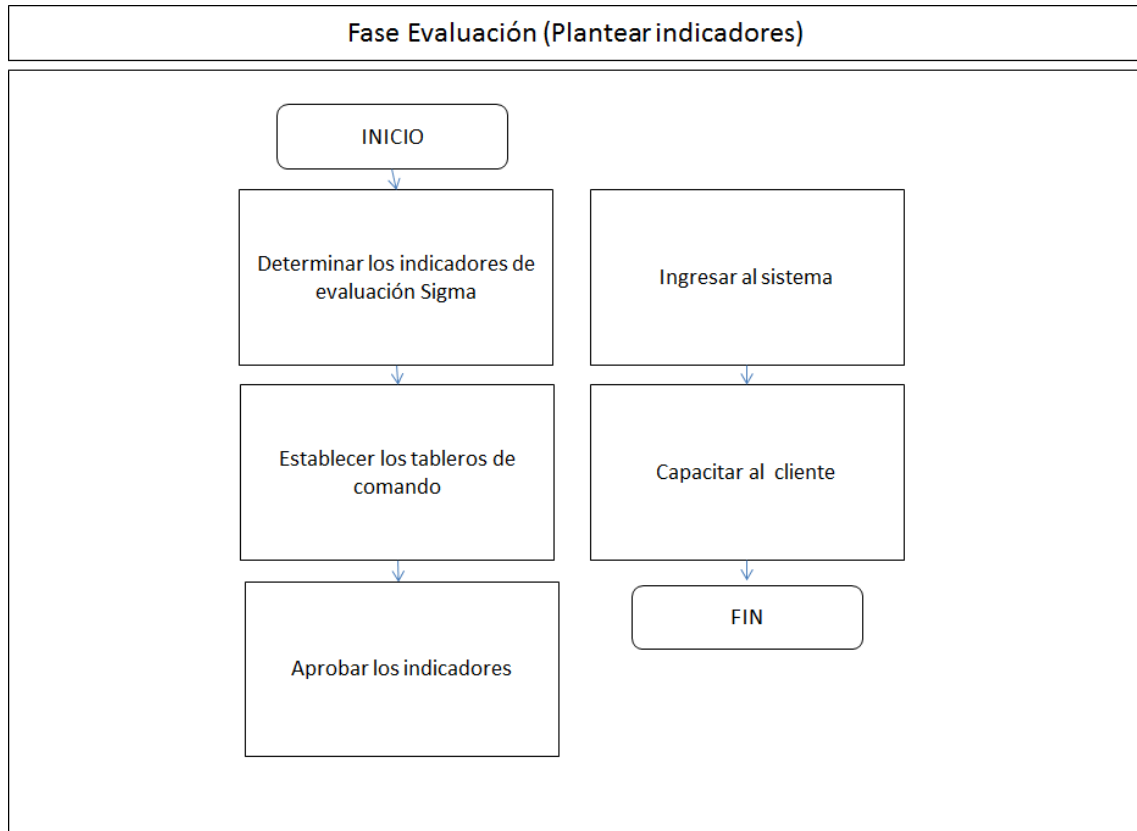 Fase Evaluación (Plantear indicadores)
INICIO
Determinar los indicadores de
evaluación Sigma
Establecer los tableros de
comando
Aprobar los indicadores
Ingresar al sistema
Capacitar al  cliente
FIN